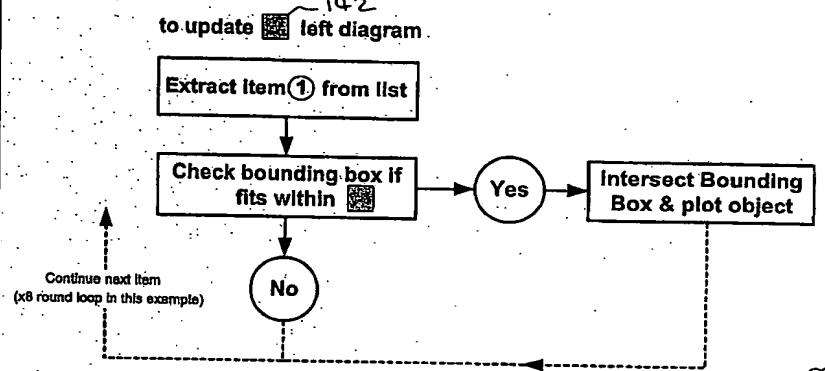 142
to update left diagram.
Extract item 1 from list
Check bounding box if
fits within
Yes
Intersect Bounding
Box & plot object
Continue next item
(x8 round loop in this example)
No